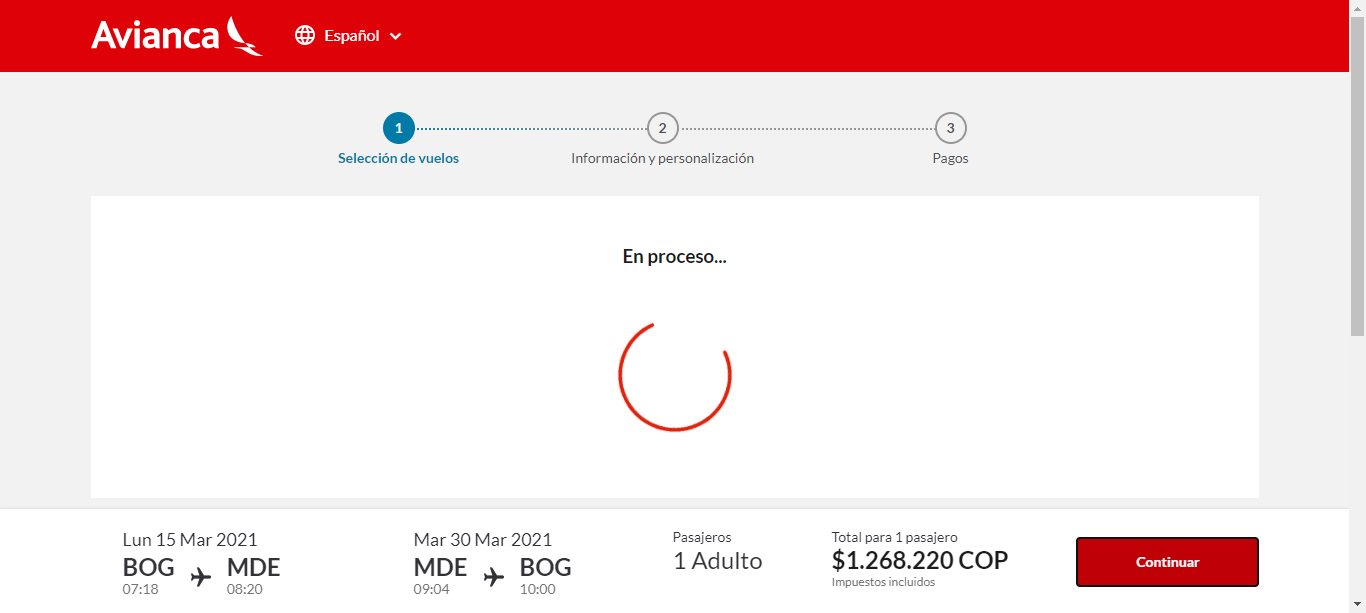 Avianca
Español
1
2
3
Selección de vuelos
Información y personalización
Pagos
En proceso...
Lun 15 Mar 2021
BOG MDE
07:18 08:20
Mar 30 Mar 2021
MDE BOG
09:04 10:00
Pasajeros
1 Adulto
Total para 1 pasajero
$1.268.220 COP
Impuestos incluidos
Continuar